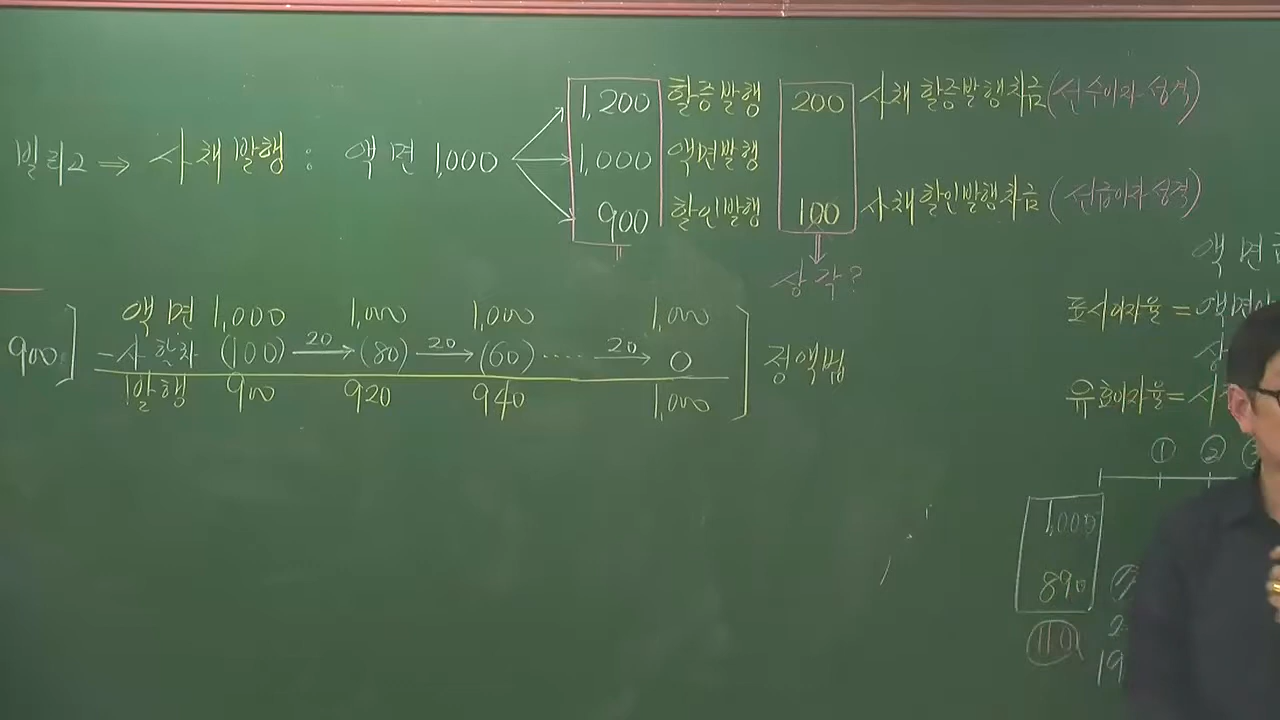 1,200 할증발행 200 사채 할증발행차금 (선수이자 성격)
빌리고 ⇒ 사채발행 : 액면 1,000 1,000 액면발행
900 할인발행 100 사채할인발행차금 (선급이자성격)
상각?
액면
액면 1,000 1,000 1,000 1,000
900 - 사할차 (100) 20 (80) 20 (60) ····· 20 0 정액법
발행 900 920 940 1,000
표시이자율 = 액면이
유효이자율 = 사
① ② ③
1,000
890
110